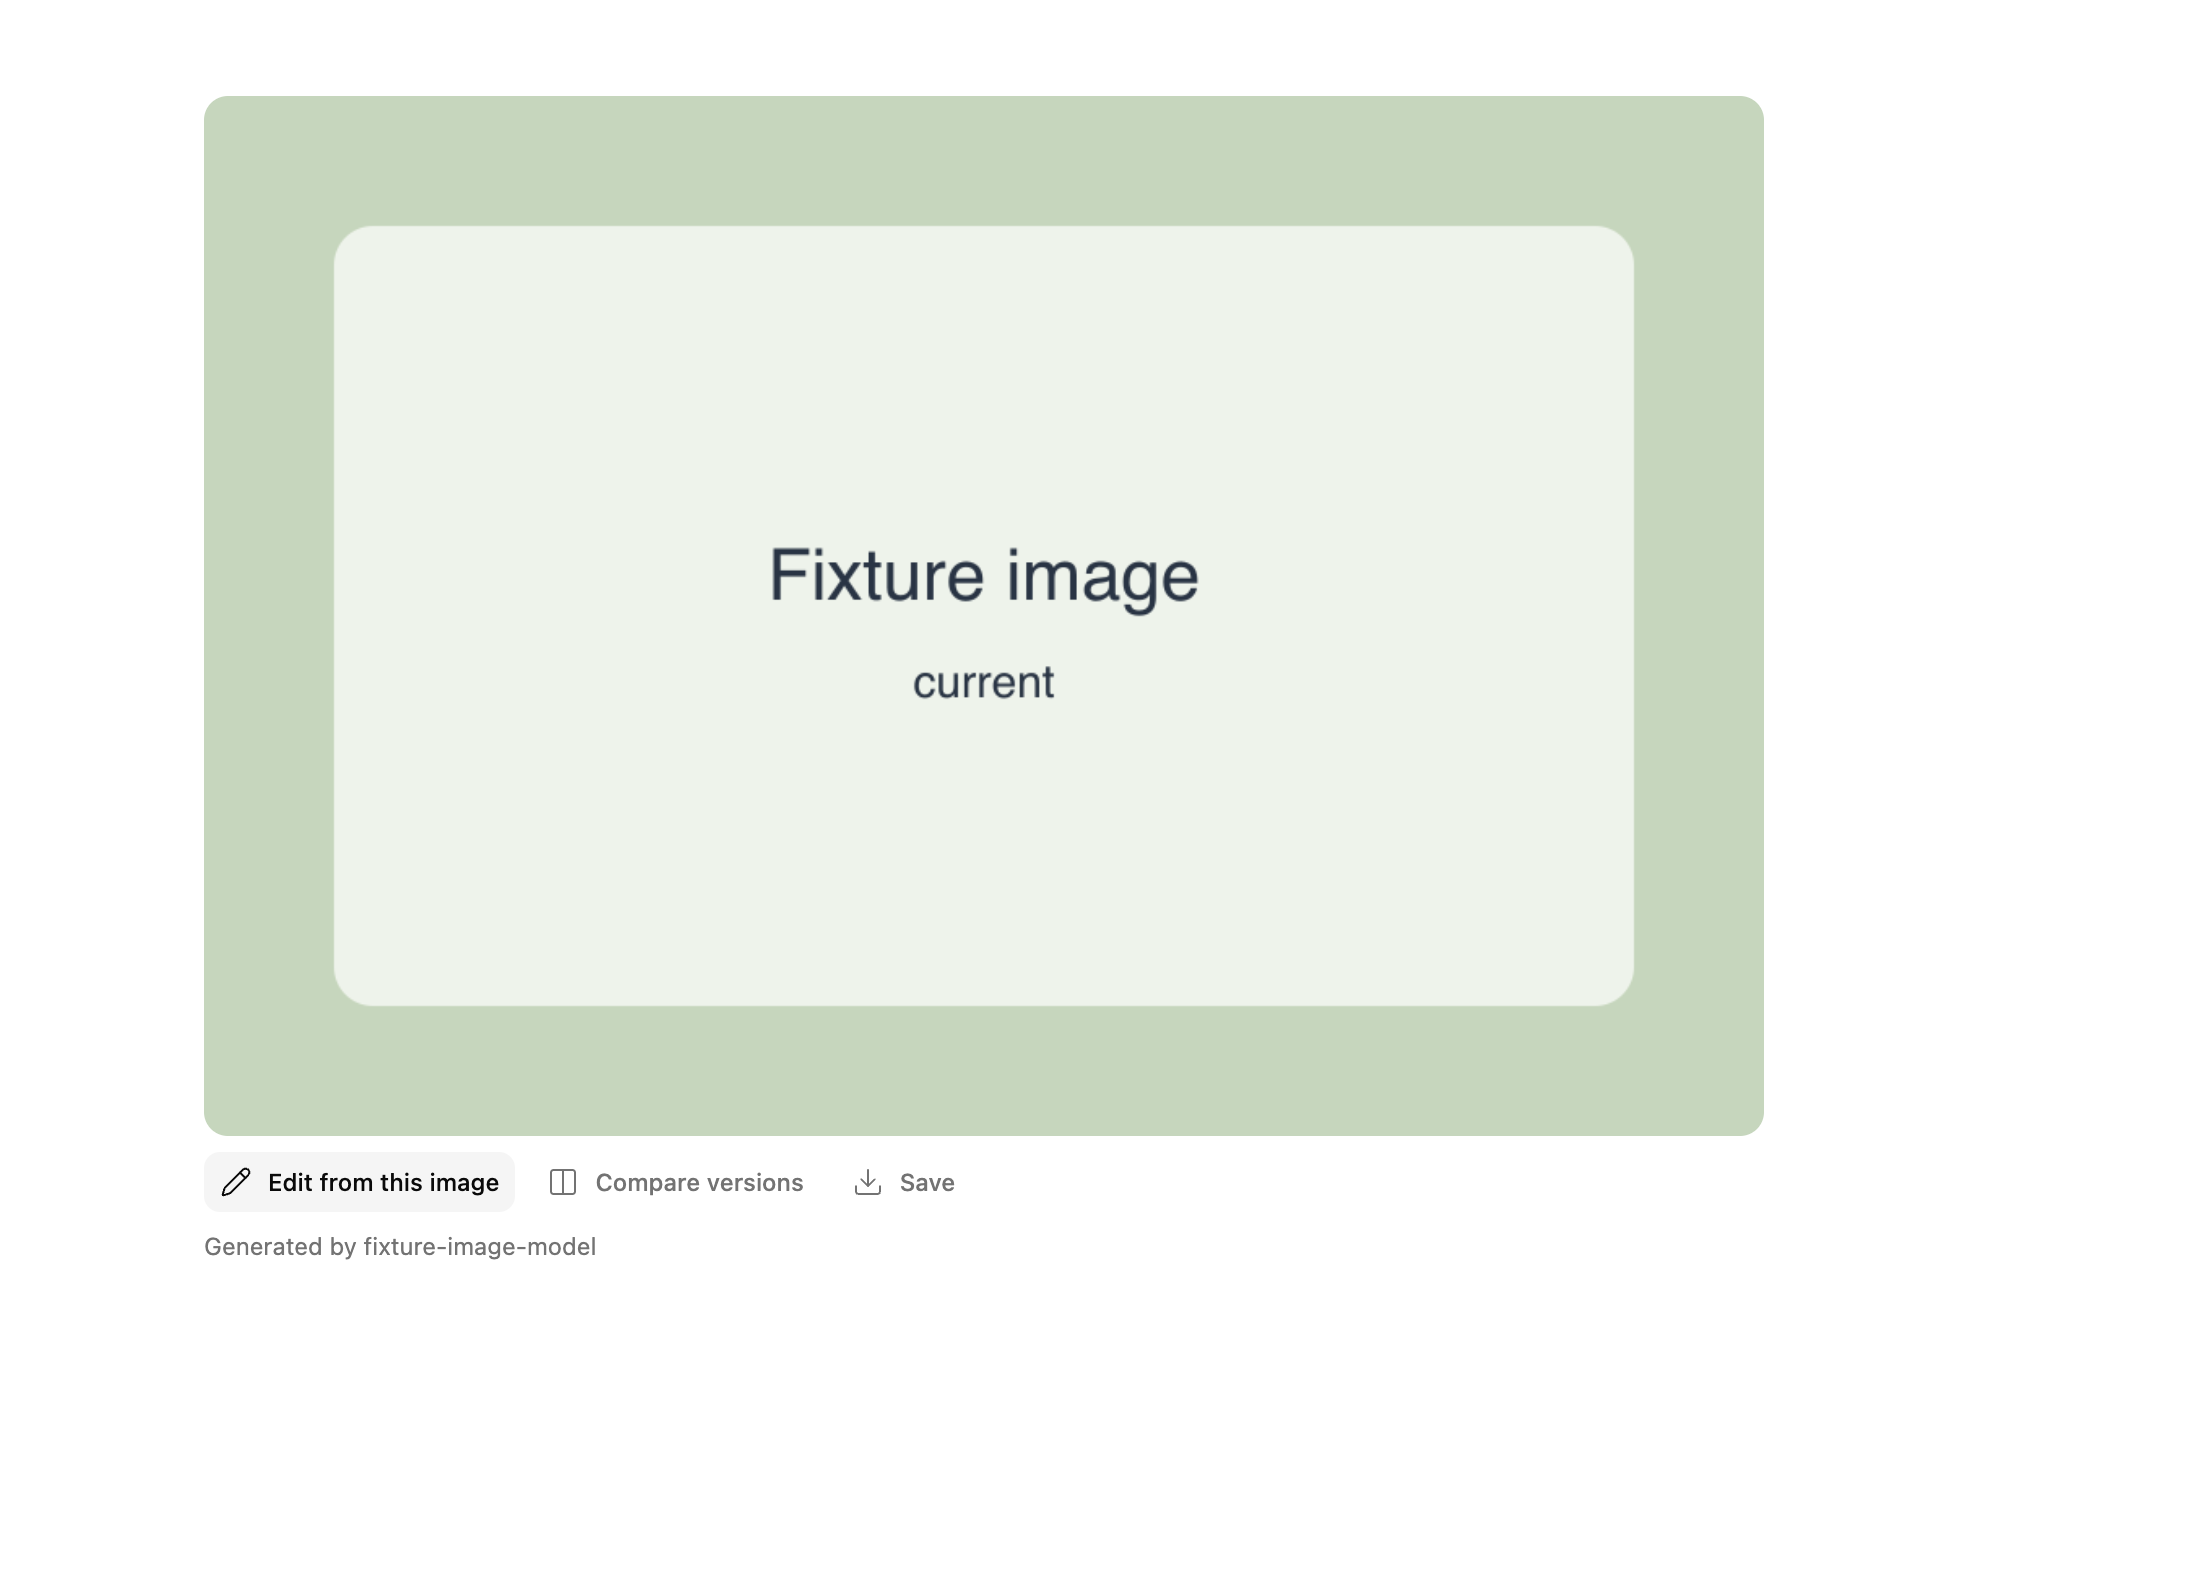 Fixture image
current
Edit from this image
Compare versions
Save
Generated by fixture-image-model